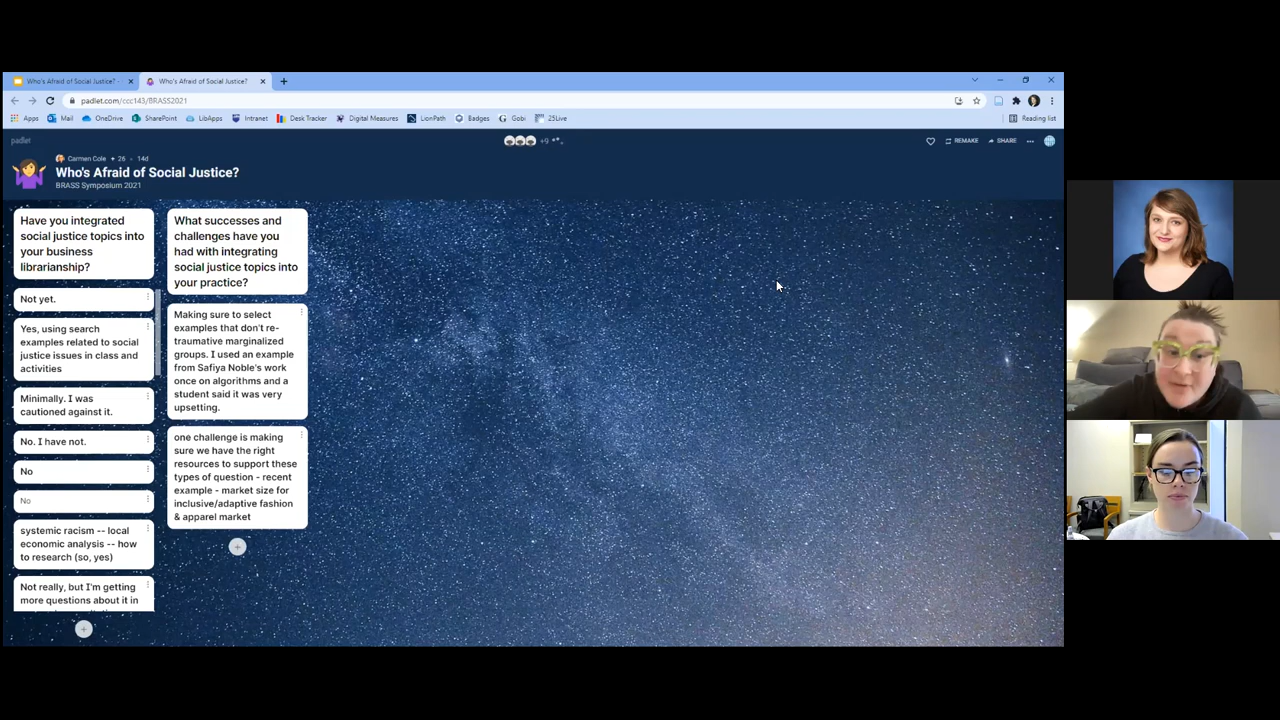 Who's Afraid of Social Justice? -
Who's Afraid of Social Justice?
padlet.com/ccc143/BRASS2021
Apps
Mail
OneDrive
SharePoint
LibApps
Intranet
Desk Tracker
Digital Measures
LionPath
Badges
Gobi
25Live
Reading list
padlet
+9
REMAKE
SHARE
Carmen Cole + 26 • 14d
Who's Afraid of Social Justice?
BRASS Symposium 2021
Have you integrated
social justice topics into
your business
librarianship?
Not yet.
Yes, using search
examples related to social
justice issues in class and
activities
Minimally. I was
cautioned against it.
No. I have not.
No
No
systemic racism -- local
economic analysis -- how
to research (so, yes)
Not really, but I'm getting
more questions about it in
What successes and
challenges have you
had with integrating
social justice topics into
your practice?
Making sure to select
examples that don't re-
traumative marginalized
groups. I used an example
from Safiya Noble's work
once on algorithms and a
student said it was very
upsetting.
one challenge is making
sure we have the right
resources to support these
types of question - recent
example - market size for
inclusive/adaptive fashion
& apparel market